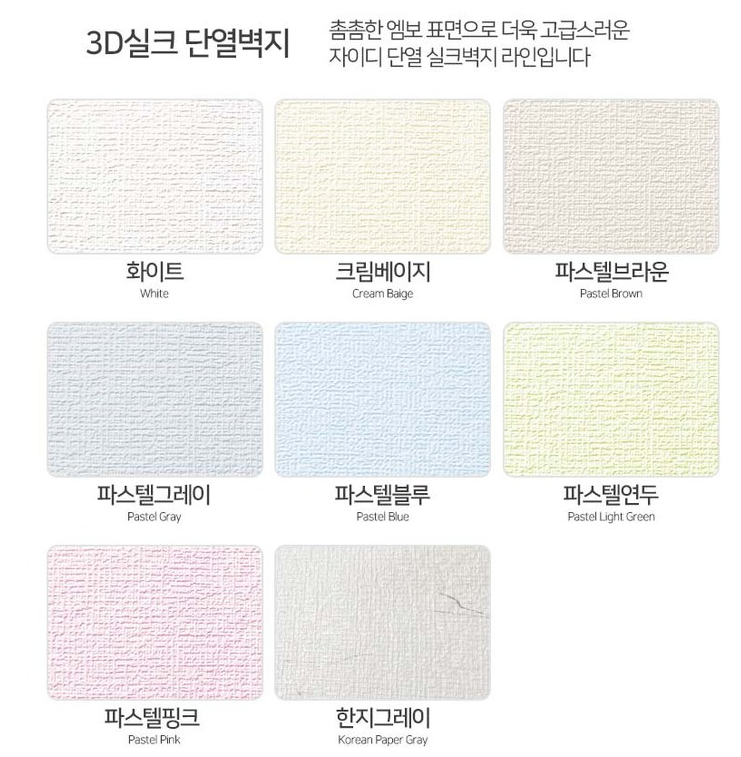 3D실크 단열벽지
촘촘한 엠보 표면으로 더욱 고급스러운
자이디 단열 실크벽지 라인입니다
화이트
White
크림베이지
Cream Baige
파스텔브라운
Pastel Brown
파스텔그레이
Pastel Gray
파스텔블루
Pastel Blue
파스텔연두
Pastel Light Green
파스텔핑크
Pastel Pink
한지그레이
Korean Paper Gray